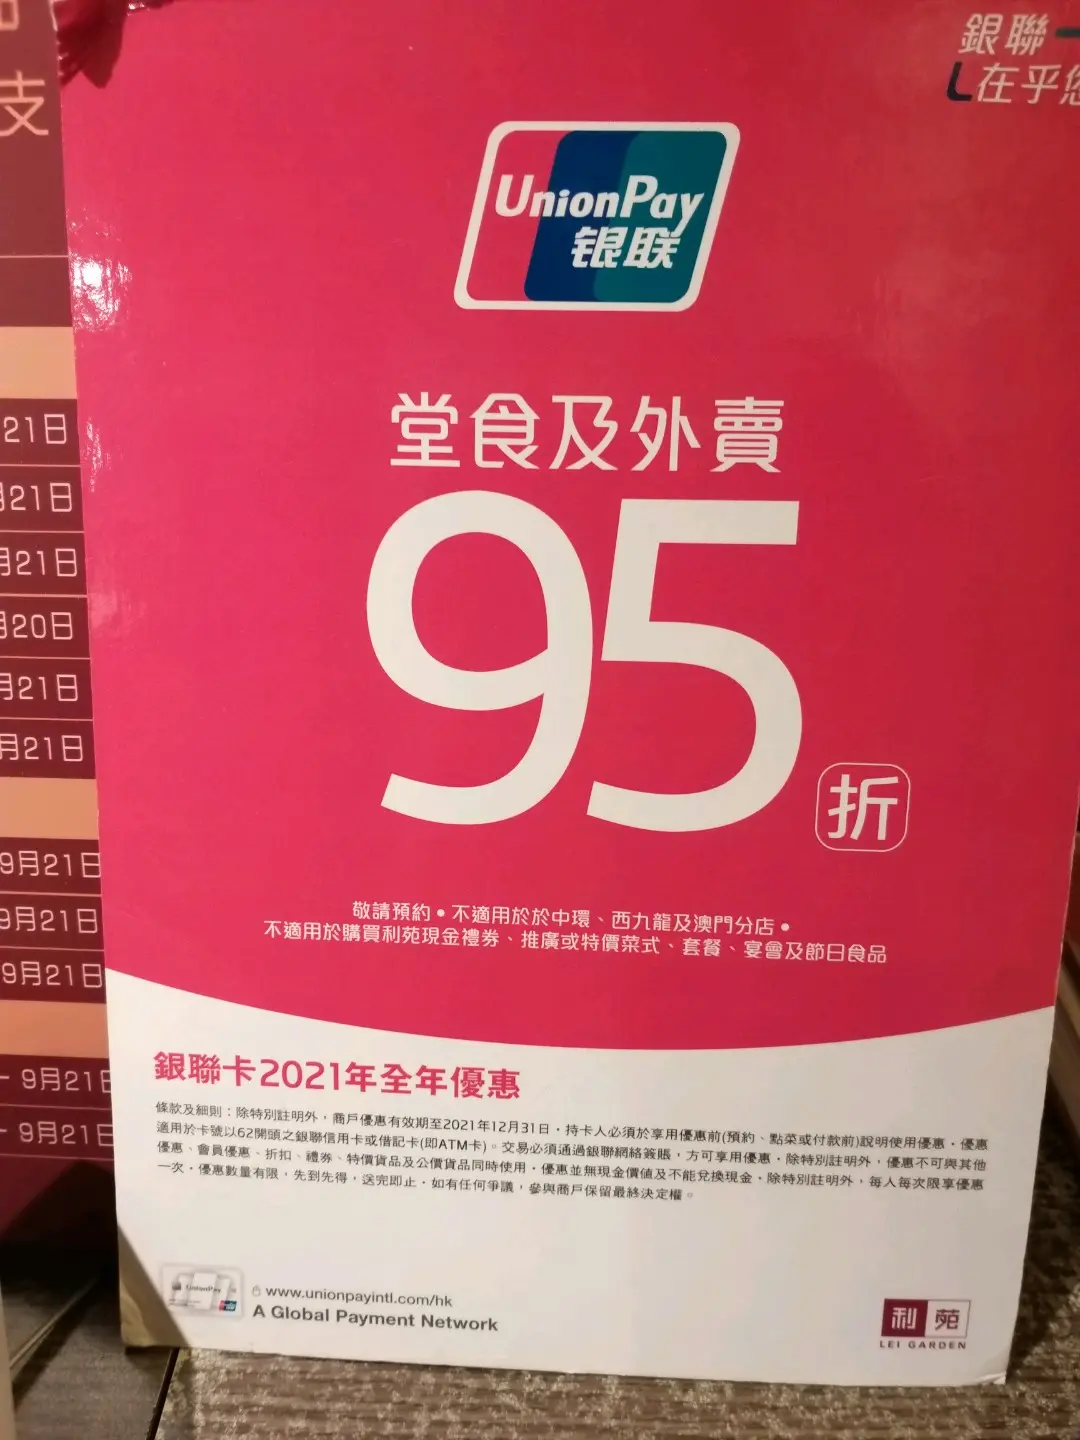 銀聯一
在乎您
UnionPay
银联
堂食及外賣
95折
敬請預約•不適用於於中環、西九龍及澳門分店•
不適用於購買利苑現金禮券、推廣或特價菜式、套餐、宴會及節日食品
銀聯卡2021年全年優惠
條款及細則：除特別註明外，商戶優惠有效期至2021年12月31日。持卡人必須於享用優惠前(預約、點菜或付款前)說明使用優惠。優惠
適用於卡號以62開頭之銀聯信用卡或借記卡(即ATM卡)。交易必須通過銀聯網絡簽賬，方可享用優惠。除特別註明外，優惠不可與其他
優惠、會員優惠、折扣、禮券、特價貨品及公價貨品同時使用。優惠並無現金價值及不能兌換現金、除特別註明外，每人每次限享優惠
一次。優惠數量有限，先到先得，送完即止。如有任何爭議，參與商戶保留最終決定權。
UnionPay
www.unionpayintl.com/hk
A Global Payment Network
利苑
LEI GARDEN
支
21日
月21日
月21日
月20日
月21日
月21日
9月21日
9月21日
9月21日
- 9月21日
- 9月21日